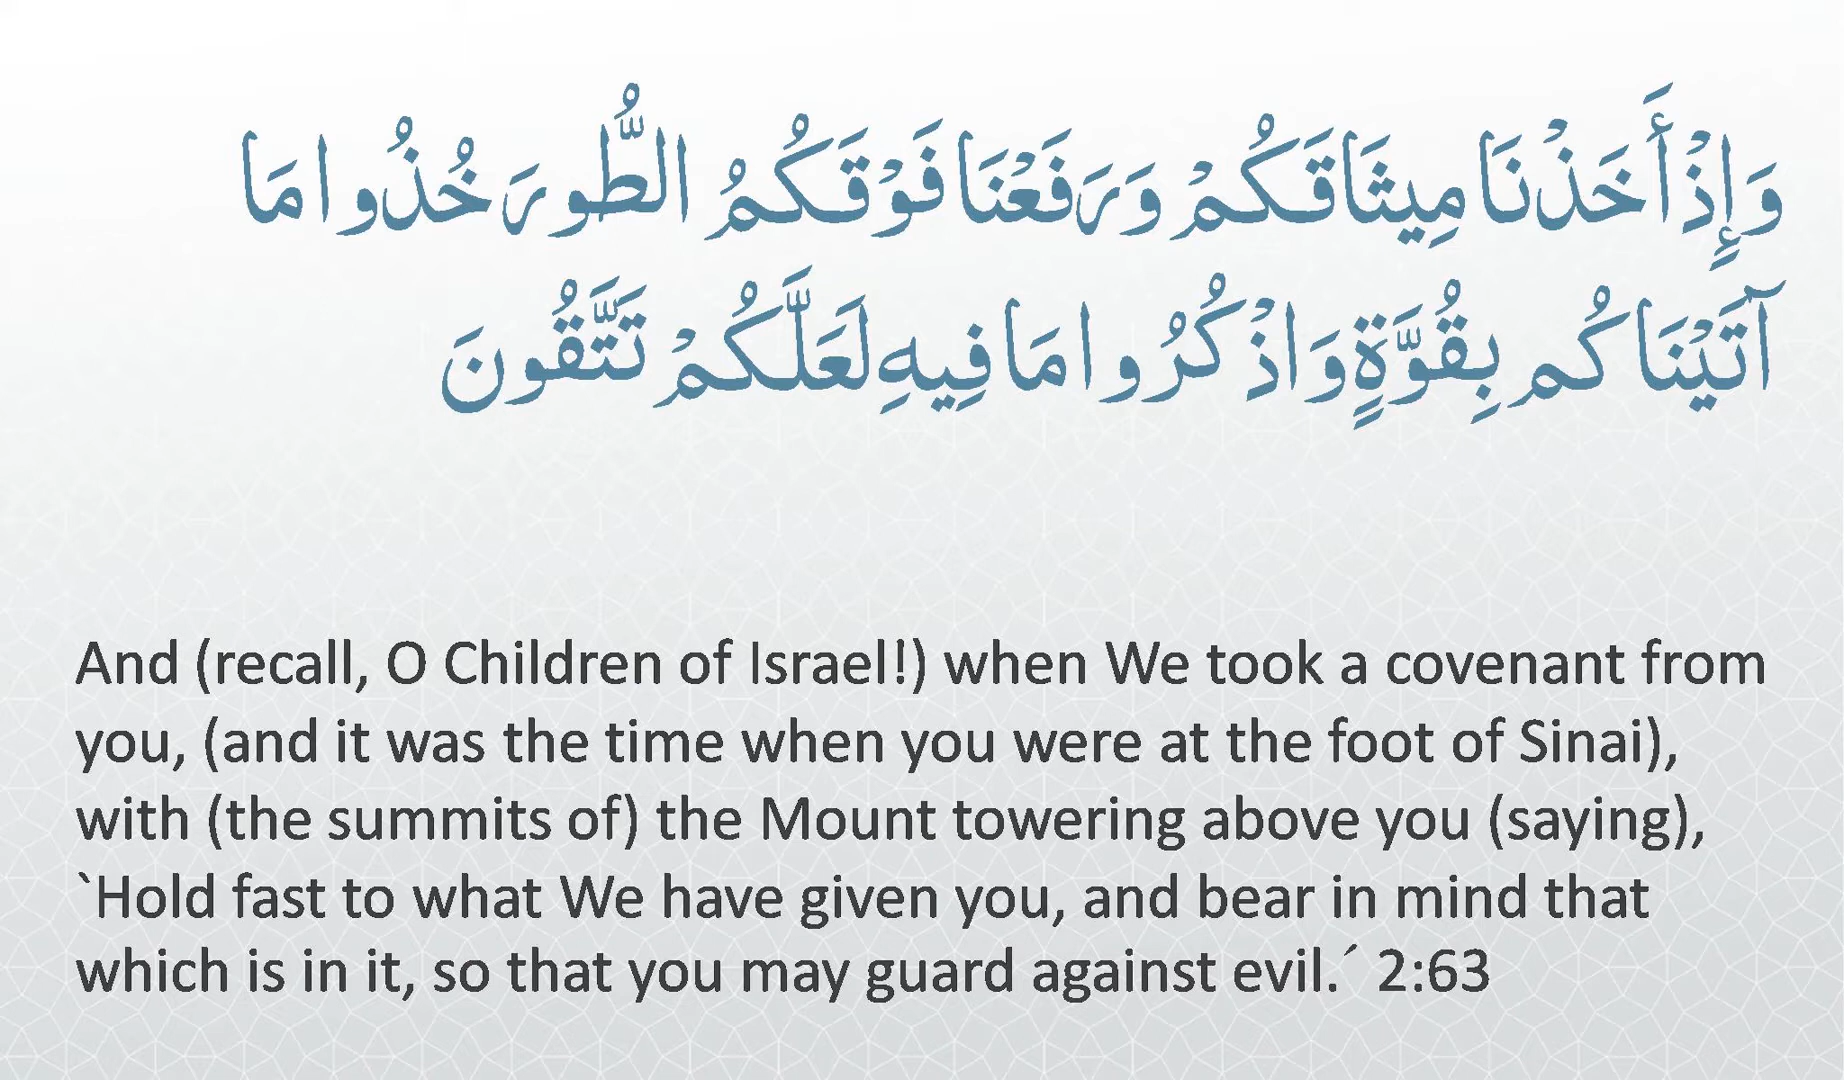 وَإِذْ أَخَذْنَا مِيثَاقَكُمْ وَرَفَعْنَا فَوْقَكُمُ الطُّورَ خُذُوا مَا
آتَيْنَاكُم بِقُوَّةٍ وَاذْكُرُوا مَا فِيهِ لَعَلَّكُمْ تَتَّقُونَ
And (recall, O Children of Israel!) when We took a covenant from
you, (and it was the time when you were at the foot of Sinai),
with (the summits of) the Mount towering above you (saying),
`Hold fast to what We have given you, and bear in mind that
which is in it, so that you may guard against evil.´ 2:63